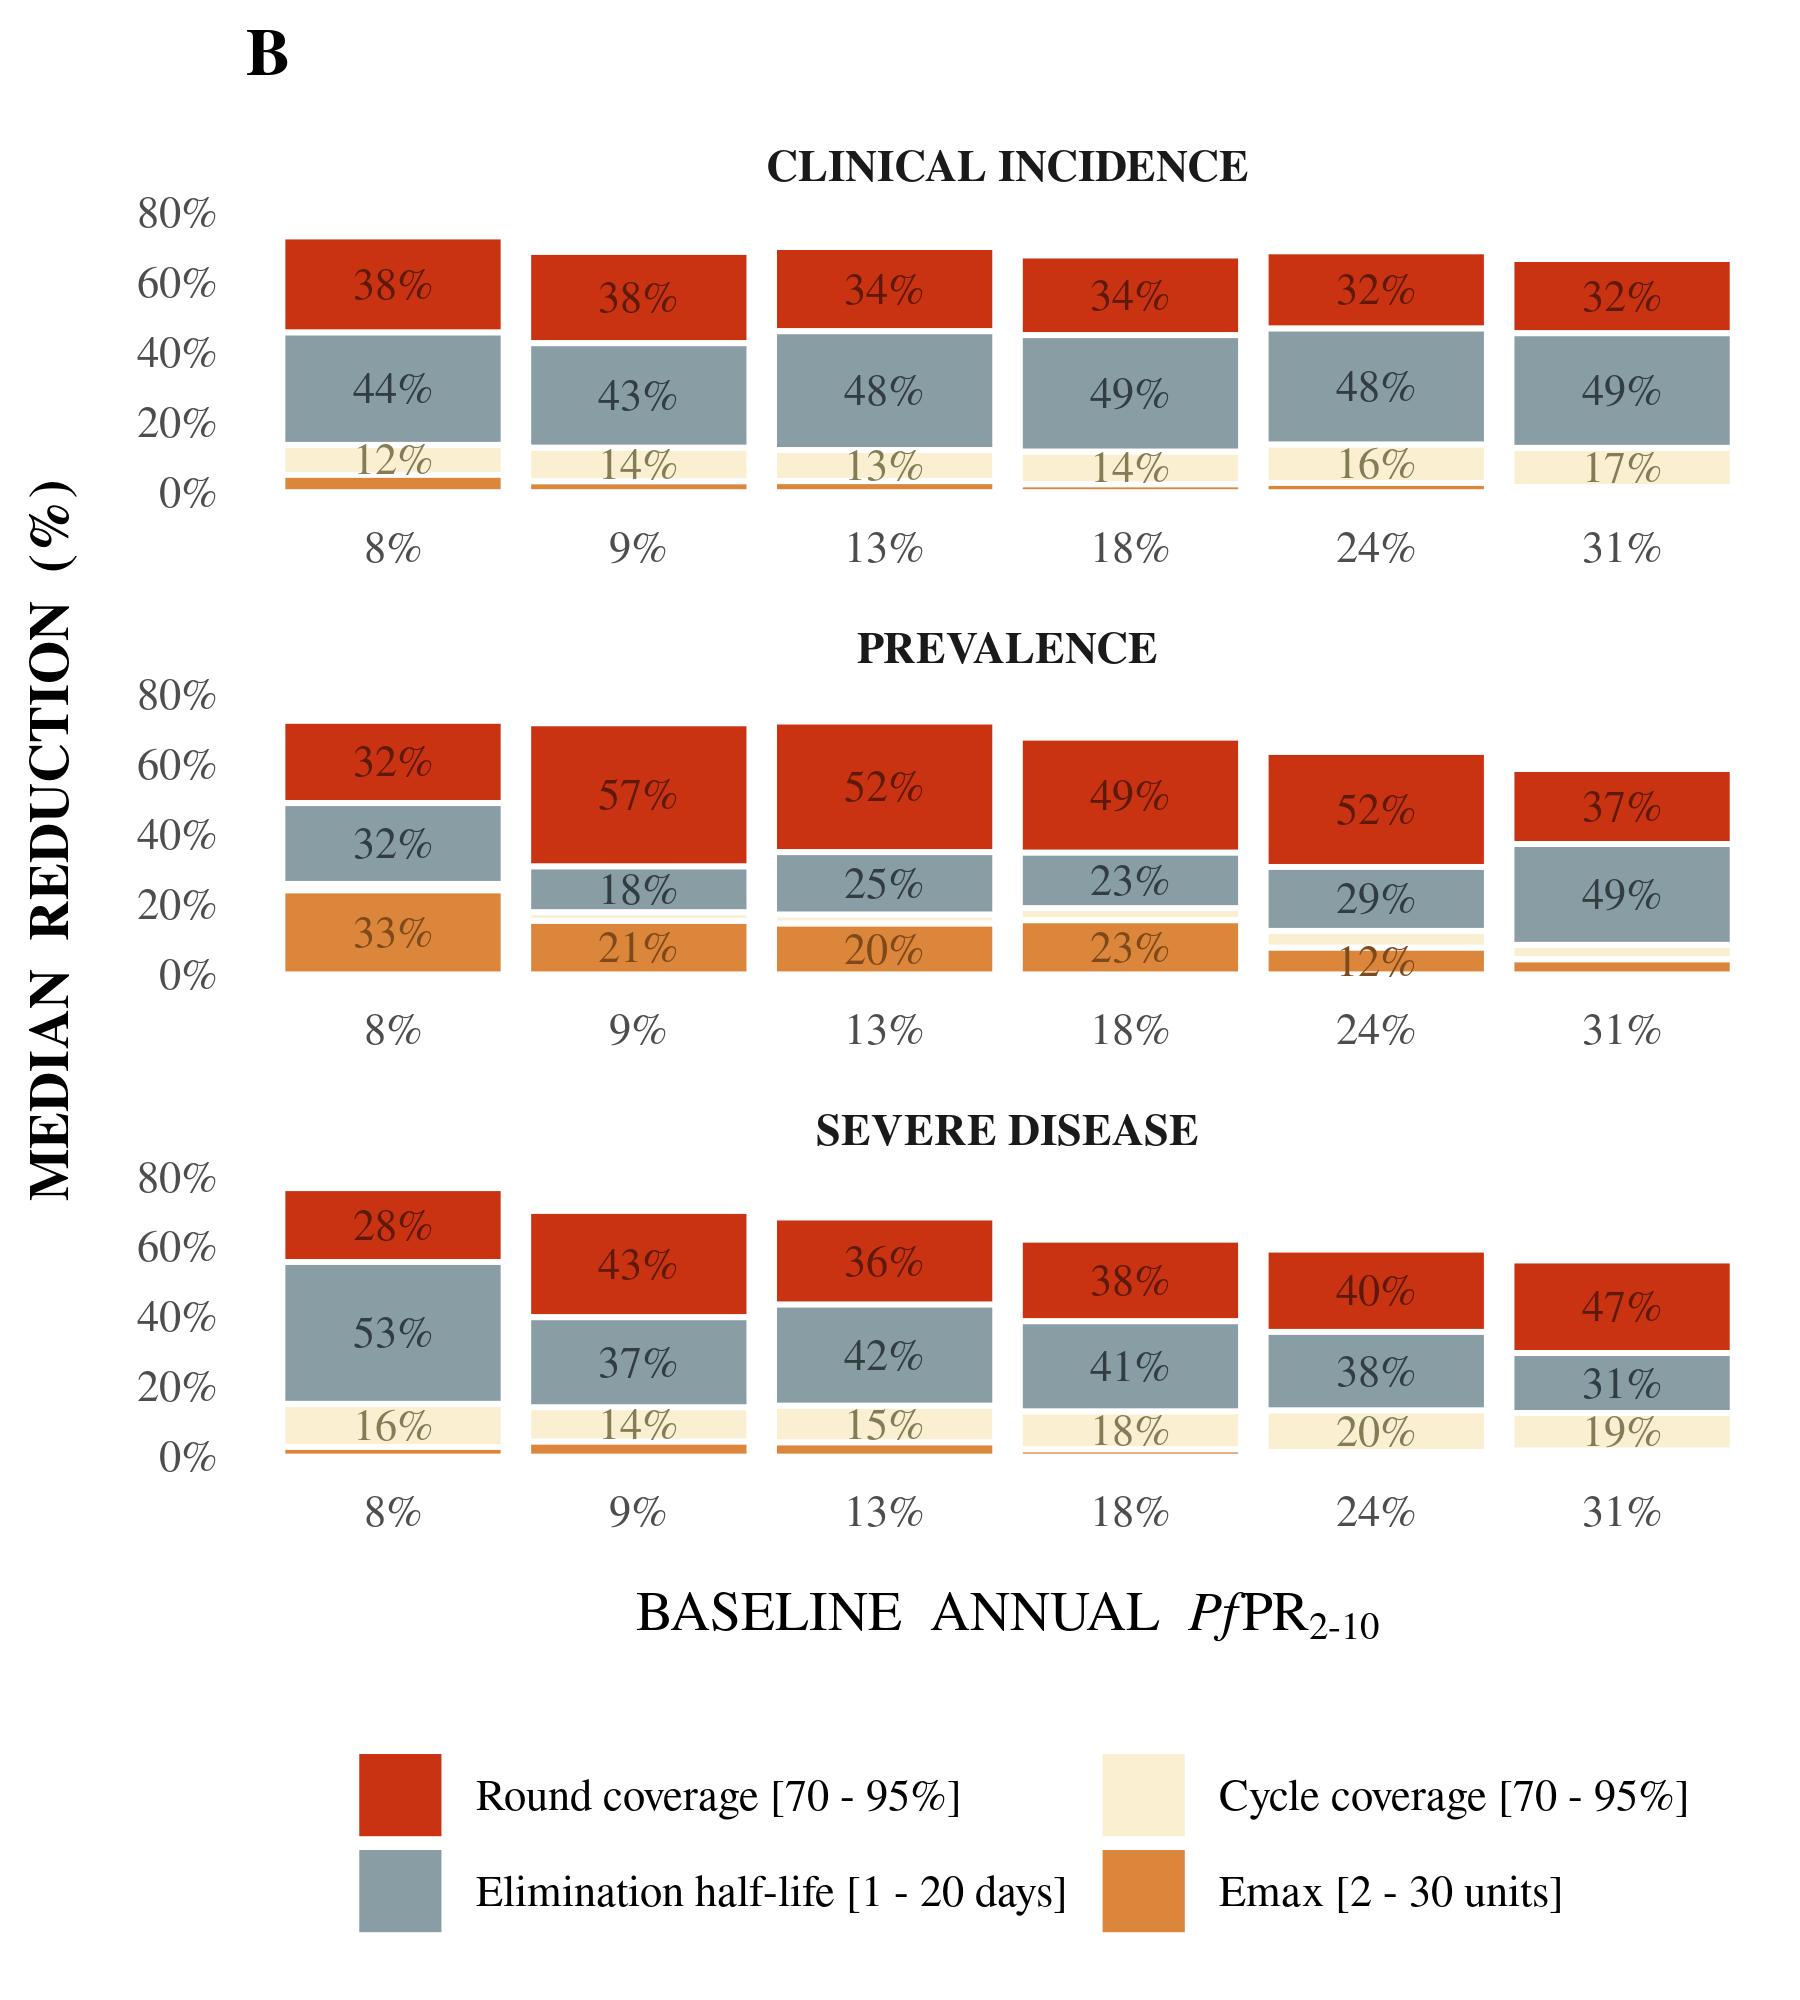 B
CLINICAL INCIDENCE
80%
60%
40%
20%
0%
38% 38% 34% 34% 32% 32%
44% 43% 48% 49% 48% 49%
12% 14% 13% 14% 16% 17%
8% 9% 13% 18% 24% 31%
MEDIAN REDUCTION (%)
PREVALENCE
80%
60%
40%
20%
0%
32% 57% 52% 49% 52% 37%
32% 18% 25% 23% 29% 49%
33% 21% 20% 23% 12%
8% 9% 13% 18% 24% 31%
SEVERE DISEASE
80%
60%
40%
20%
0%
28% 43% 36% 38% 40% 47%
53% 37% 42% 41% 38% 31%
16% 14% 15% 18% 20% 19%
8% 9% 13% 18% 24% 31%
BASELINE ANNUAL PfPR2-10
Round coverage [70 - 95%]
Cycle coverage [70 - 95%]
Elimination half-life [1 - 20 days]
Emax [2 - 30 units]